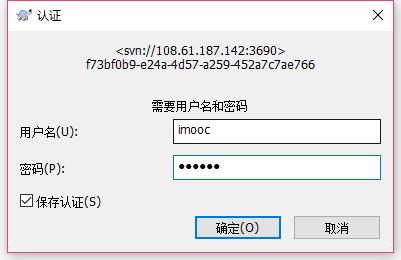 认证
<svn://108.61.187.142:3690>
f73bf0b9-e24a-4d57-a259-452a7c7ae766
需要用户名和密码
用户名(U):
imooc
密码(P):
●●●●●●
保存认证(S)
确定(O)
取消